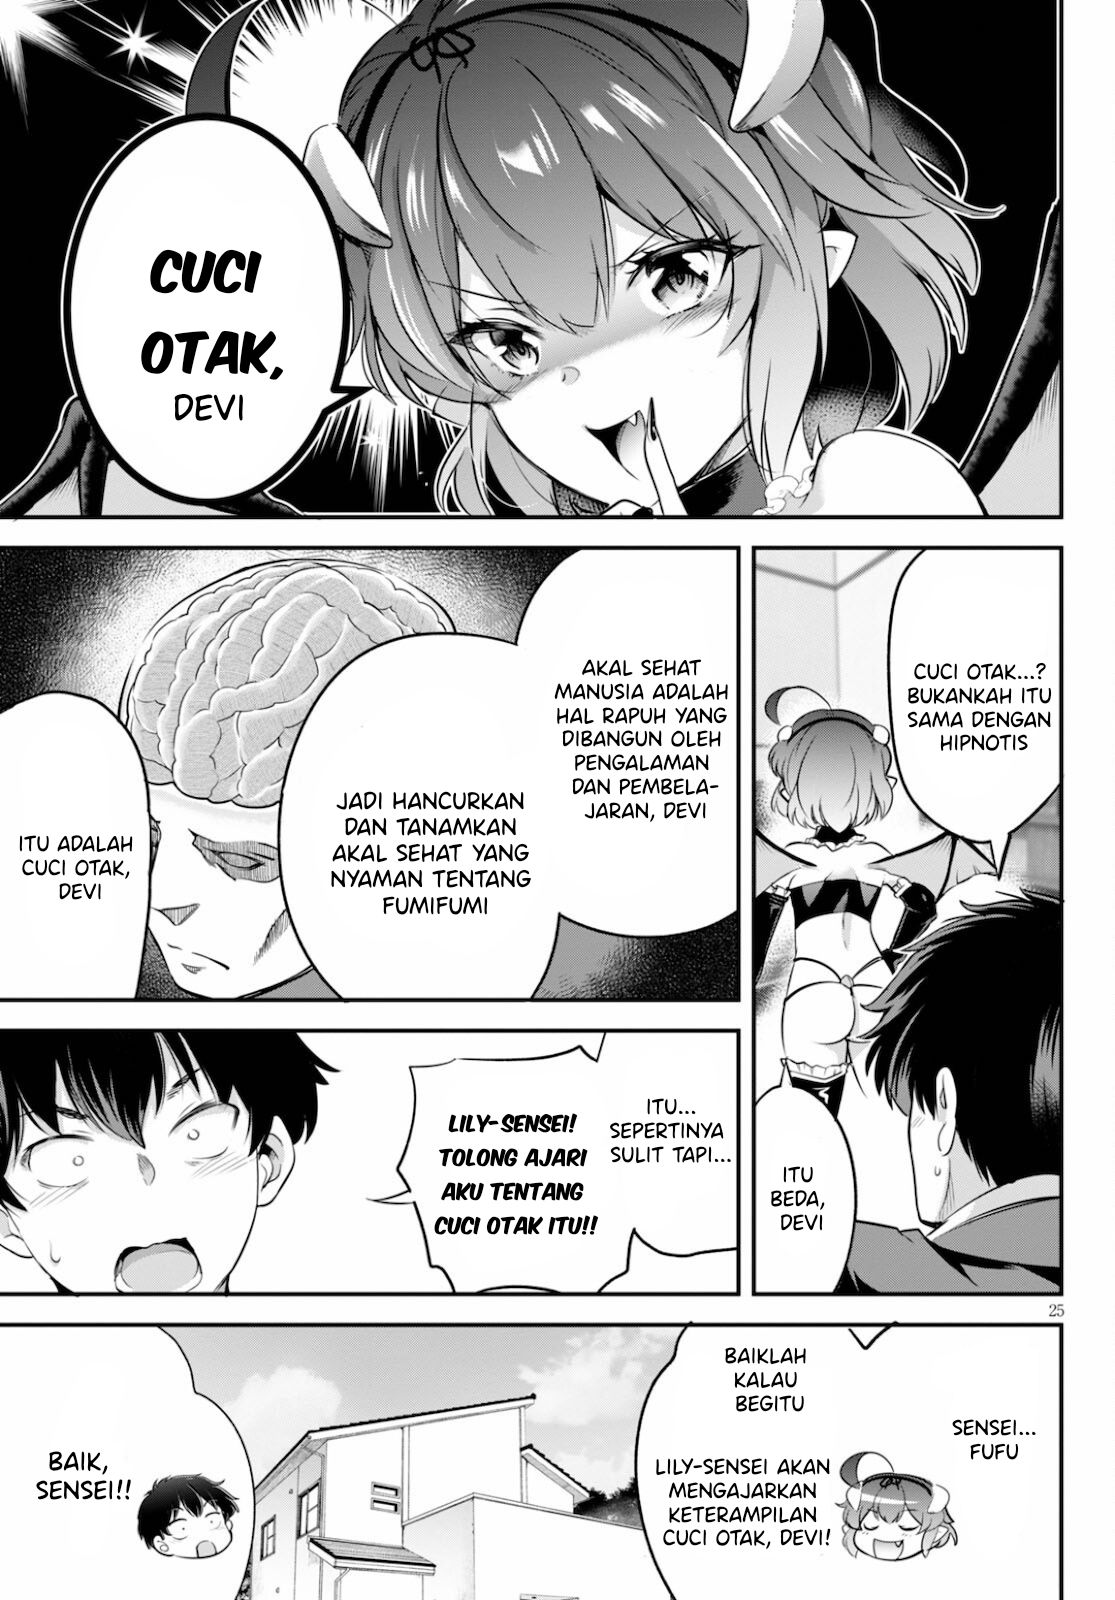 CUCI
OTAK,
DEVI
CUCI OTAK...?
BUKANKAH ITU
SAMA DENGAN
HIPNOTIS
ITU
BEDA,
DEVI
AKAL SEHAT
MANUSIA ADALAH
HAL RAPUH YANG
DIBANGUN OLEH
PENGALAMAN
DAN PEMBELA-
JARAN, DEVI
JADI HANCURKAN
DAN TANAMKAN
AKAL SEHAT YANG
NYAMAN TENTANG
FUMIFUMI
ITU ADALAH
CUCI OTAK,
DEVI
ITU...
SEPERTINYA
SULIT TAPI...
LILY-SENSEI!
TOLONG AJARI
AKU TENTANG
CUCI OTAK ITU!!
25
SENSEI...
FUFU
BAIKLAH
KALAU
BEGITU
LILY-SENSEI AKAN
MENGAJARKAN
KETERAMPILAN
CUCI OTAK, DEVI!
BAIK,
SENSEI!!